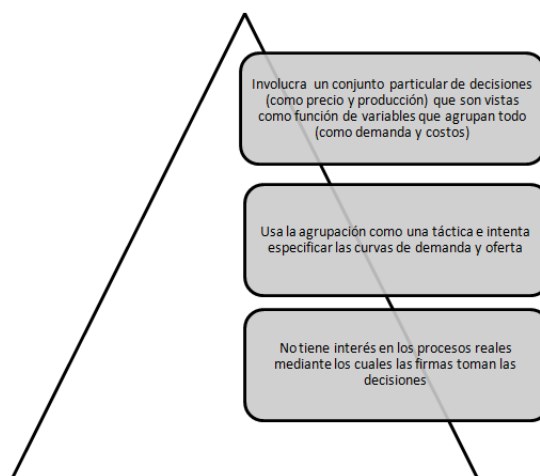 Involucra un conjunto particular de decisiones
(como precio y producción) que son vistas
como función de variables que agrupan todo
(como demanda y costos)
Usa la agrupación como una táctica e intenta
especificar las curvas de demanda y oferta
No tiene interés en los procesos reales
mediante los cuales las firmas toman las
decisiones